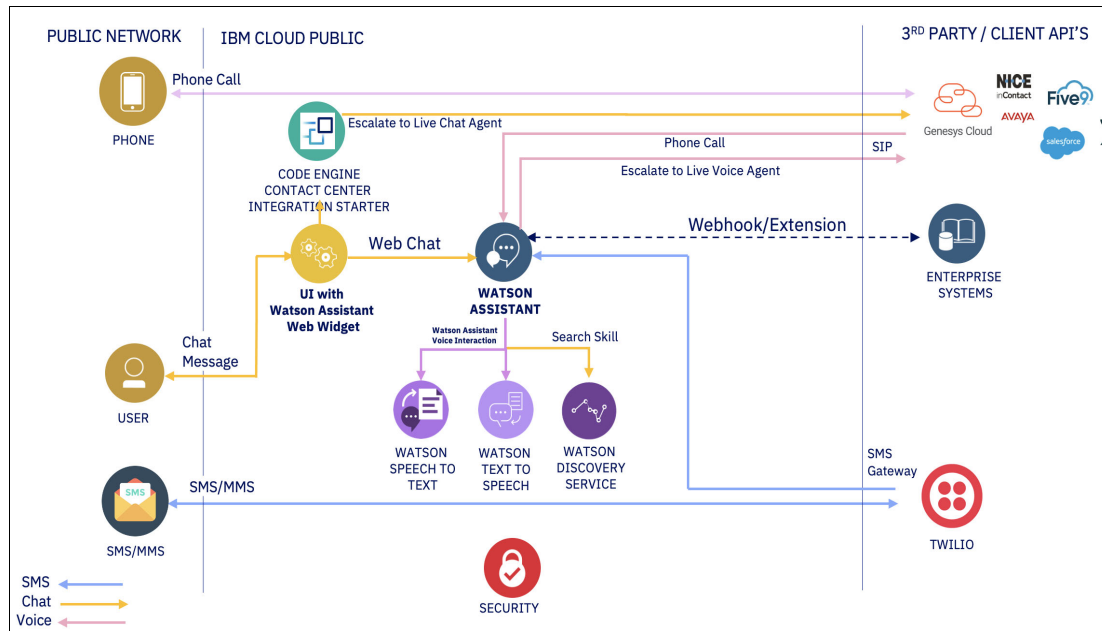 PUBLIC NETWORK
IBM CLOUD PUBLIC
3RD PARTY / CLIENT API'S
Phone Call
PHONE
Escalate to Live Chat Agent
CODE ENGINE
CONTACT CENTER
INTEGRATION STARTER
Phone Call
SIP
Escalate to Live Voice Agent
Genesys Cloud
NICE
inContact
AVAYA
Five9
salesforce
Web Chat
Webhook/Extension
UI with
Watson Assistant
Web Widget
WATSON
ASSISTANT
ENTERPRISE
SYSTEMS
Chat
Message
USER
Watson Assistant
Voice Interaction
Search Skill
WATSON
SPEECH TO
TEXT
WATSON
TEXT TO
SPEECH
WATSON
DISCOVERY
SERVICE
SMS
Gateway
SMS/MMS
SMS
SMS/MMS
TWILIO
SECURITY
SMS
Chat
Voice